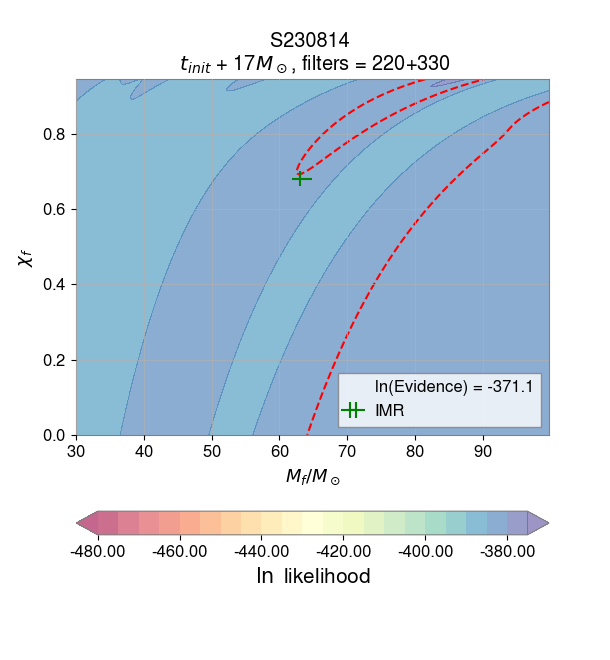 S230814
t_init + 17M_⊙, filters = 220+330
0.8
0.6
0.4
0.2
0.0
χ_f
30 40 50 60 70 80 90
M_f/M_⊙
ln(Evidence) = -371.1
IMR
-480.00 -460.00 -440.00 -420.00 -400.00 -380.00
ln likelihood